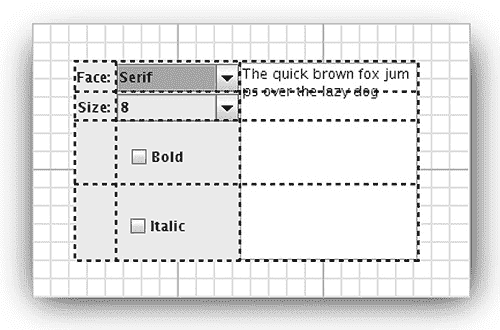 Face: Serif
The quick brown fox jum
ps over the lazy dog
Size: 8
Bold
Italic